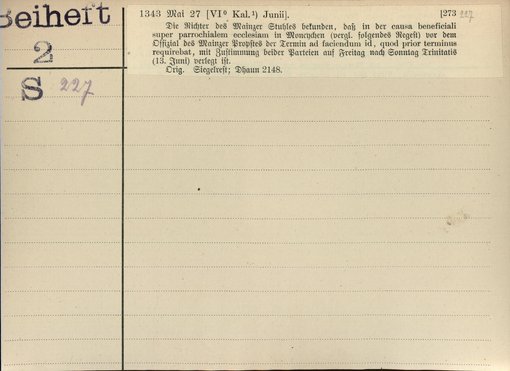 Beiheft
2
S 227
1343 Mai 27 [VI⁰ Kal.¹) Junii]. [273 227
Die Richter des Mainzer Stuhles bekunden, daß in der causa beneficiali
super parrochialem ecclesiam in Moncychen (vergl. folgendes Regest) vor dem
Offizial des Mainzer Propstes der Termin ad faciendum id, quod prior terminus
requirebat, mit Zustimmung beider Parteien auf Freitag nach Sonntag Trinitatis
(13. Juni) verlegt ist.
Orig. Siegelrest; Dhaun 2148.